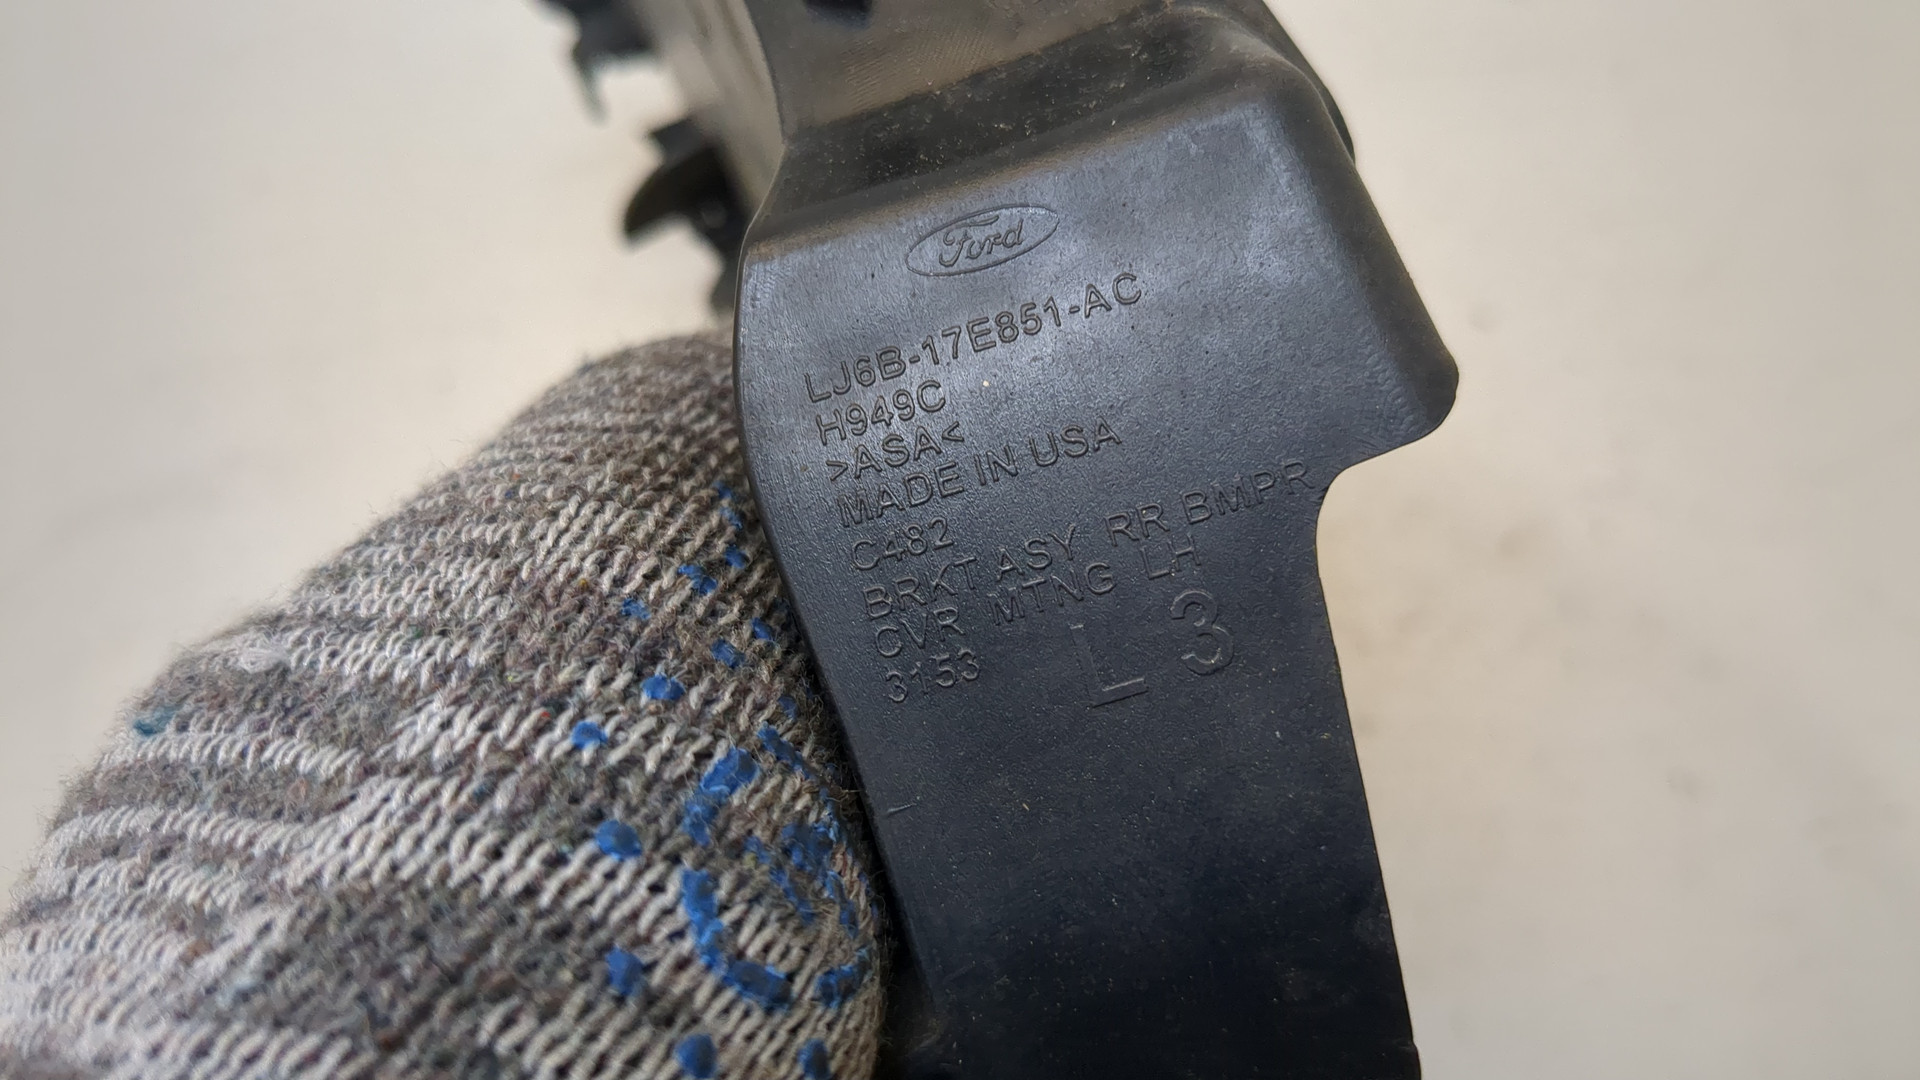 Ford
LJ6B-17E851-AC
H949C
>ASA<
MADE IN USA
C482
BRKT ASY RR BMPR
CVR MTNG LH
3153
L 3